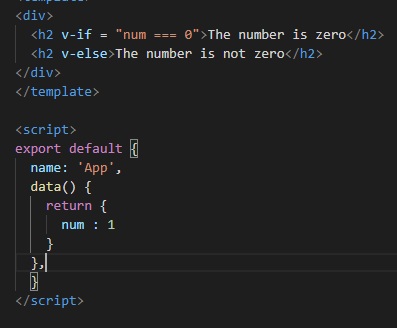 <div>
<h2 v-if = "num === 0">The number is zero</h2>
<h2 v-else>The number is not zero</h2>
</div>
</template>
<script>
export default {
name: 'App',
data() {
return {
num : 1
}
},
}
</script>